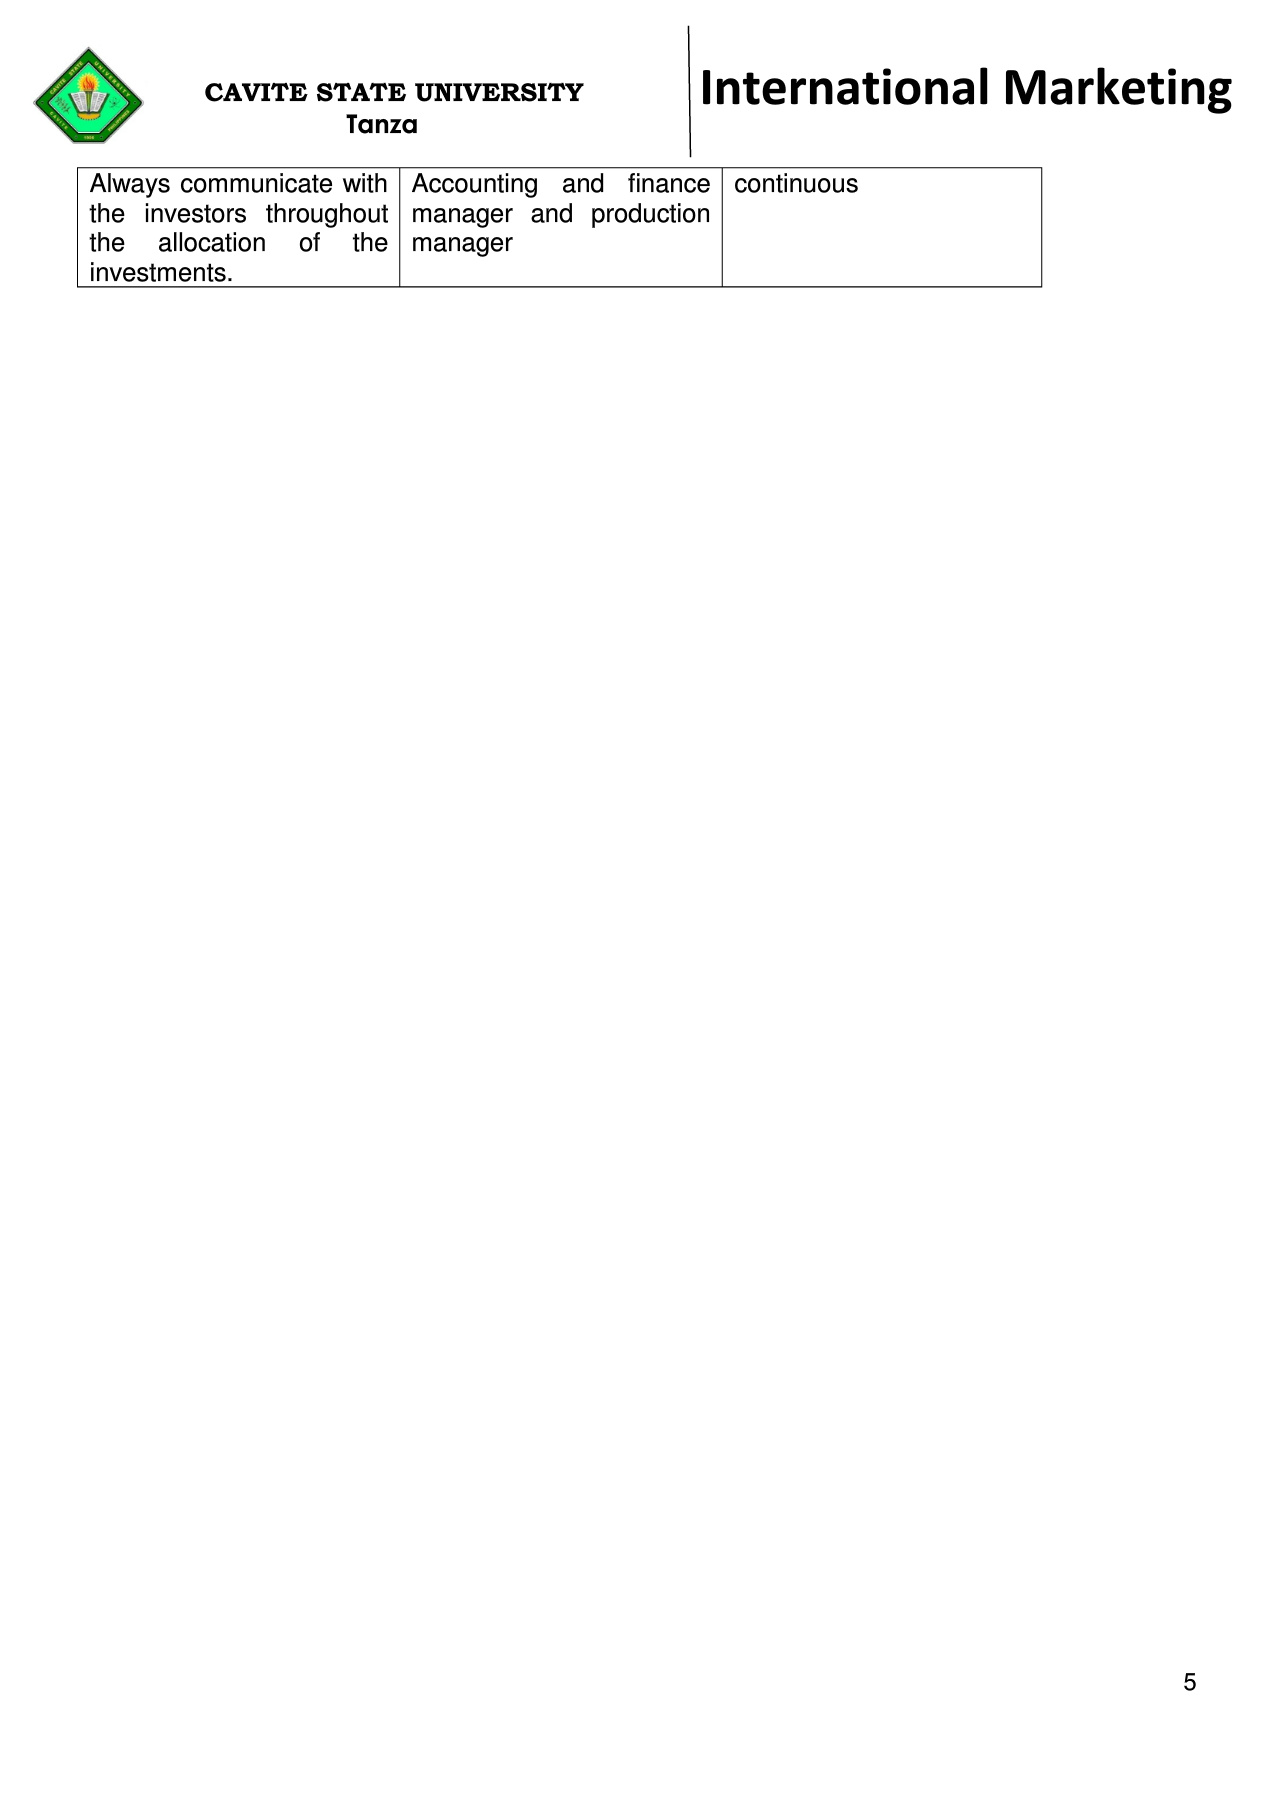 CAVITE STATE UNIVERSITY
Tanza
International Marketing
Always communicate with
the investors throughout
the allocation of the
investments.
Accounting and finance
manager and production
manager
continuous
5